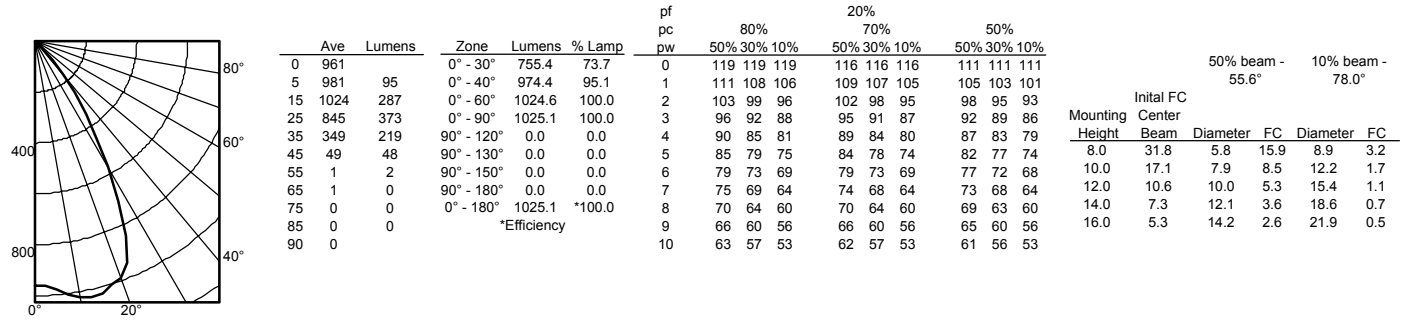 80°
60°
40°
400
800
0° 20°
Ave Lumens
0 961
5 981 95
15 1024 287
25 845 373
35 349 219
45 49 48
55 1 2
65 1 0
75 0 0
85 0 0
90 0
Zone Lumens % Lamp
0° - 30° 755.4 73.7
0° - 40° 974.4 95.1
0° - 60° 1024.6 100.0
0° - 90° 1025.1 100.0
90° - 120° 0.0 0.0
90° - 130° 0.0 0.0
90° - 150° 0.0 0.0
90° - 180° 0.0 0.0
0° - 180° 1025.1 *100.0
*Efficiency
pf 20%
pc 80% 70% 50%
pw 50% 30% 10% 50% 30% 10% 50% 30% 10%
0 119 119 119 116 116 116 111 111 111
1 111 108 106 109 107 105 105 103 101
2 103 99 96 102 98 95 98 95 93
3 96 92 88 95 91 87 92 89 86
4 90 85 81 89 84 80 87 83 79
5 85 79 75 84 78 74 82 77 74
6 79 73 69 79 73 69 77 72 68
7 75 69 64 74 68 64 73 68 64
8 70 64 60 70 64 60 69 63 60
9 66 60 56 66 60 56 65 60 56
10 63 57 53 62 57 53 61 56 53
50% beam - 10% beam -
55.6° 78.0°
Inital FC
Mounting Center
Height Beam Diameter FC Diameter FC
8.0 31.8 5.8 15.9 8.9 3.2
10.0 17.1 7.9 8.5 12.2 1.7
12.0 10.6 10.0 5.3 15.4 1.1
14.0 7.3 12.1 3.6 18.6 0.7
16.0 5.3 14.2 2.6 21.9 0.5